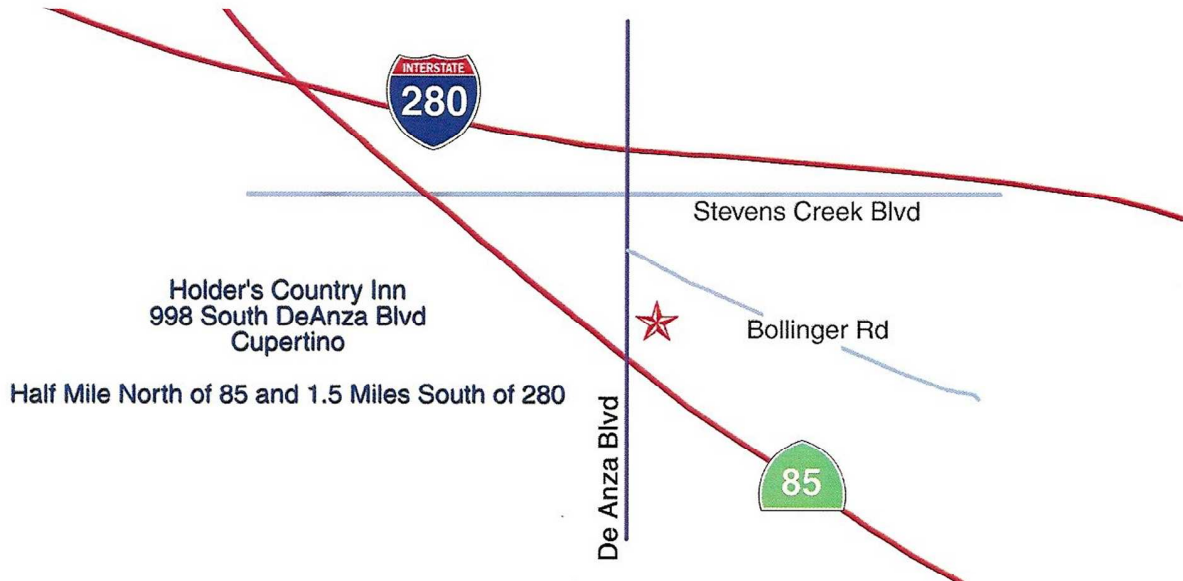 INTERSTATE
280
Stevens Creek Blvd
Holder's Country Inn
998 South DeAnza Blvd
Cupertino
Bollinger Rd
Half Mile North of 85 and 1.5 Miles South of 280
De Anza Blvd
85